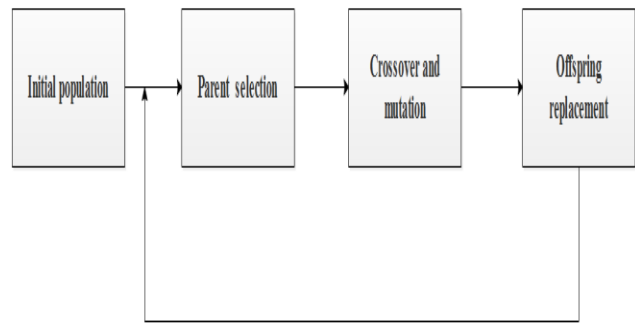 Initial population
Parent selection
Crossover and
mutation
Offspring
replacement